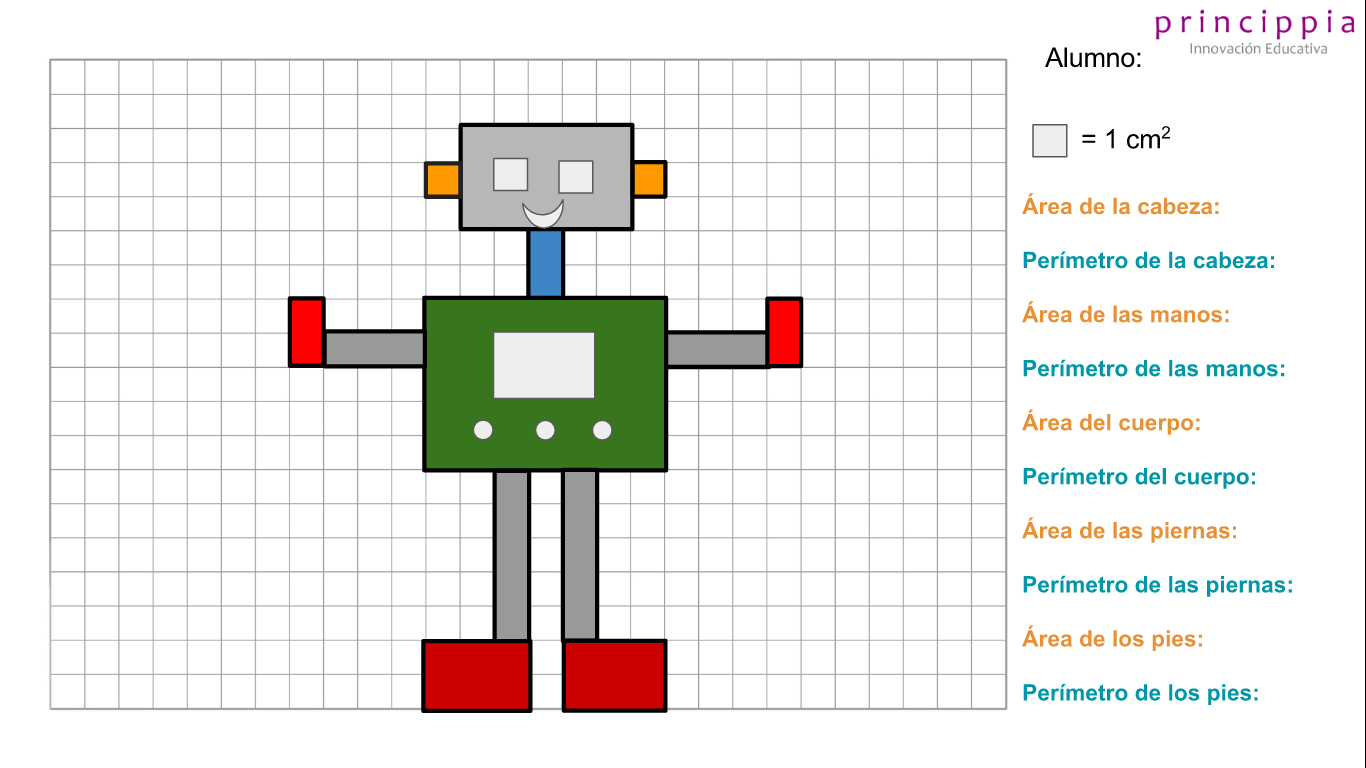 princippia
Innovación Educativa
Alumno:
= 1 cm²
Área de la cabeza:
Perímetro de la cabeza:
Área de las manos:
Perímetro de las manos:
Área del cuerpo:
Perímetro del cuerpo:
Área de las piernas:
Perímetro de las piernas:
Área de los pies:
Perímetro de los pies: